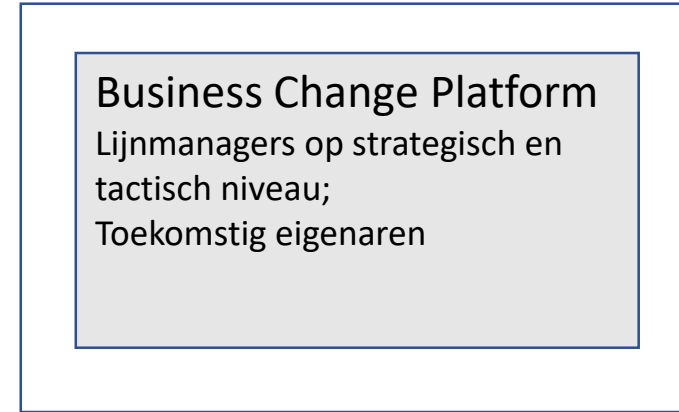 Business Change Platform
Lijnmanagers op strategisch en
tactisch niveau;
Toekomstig eigenaren